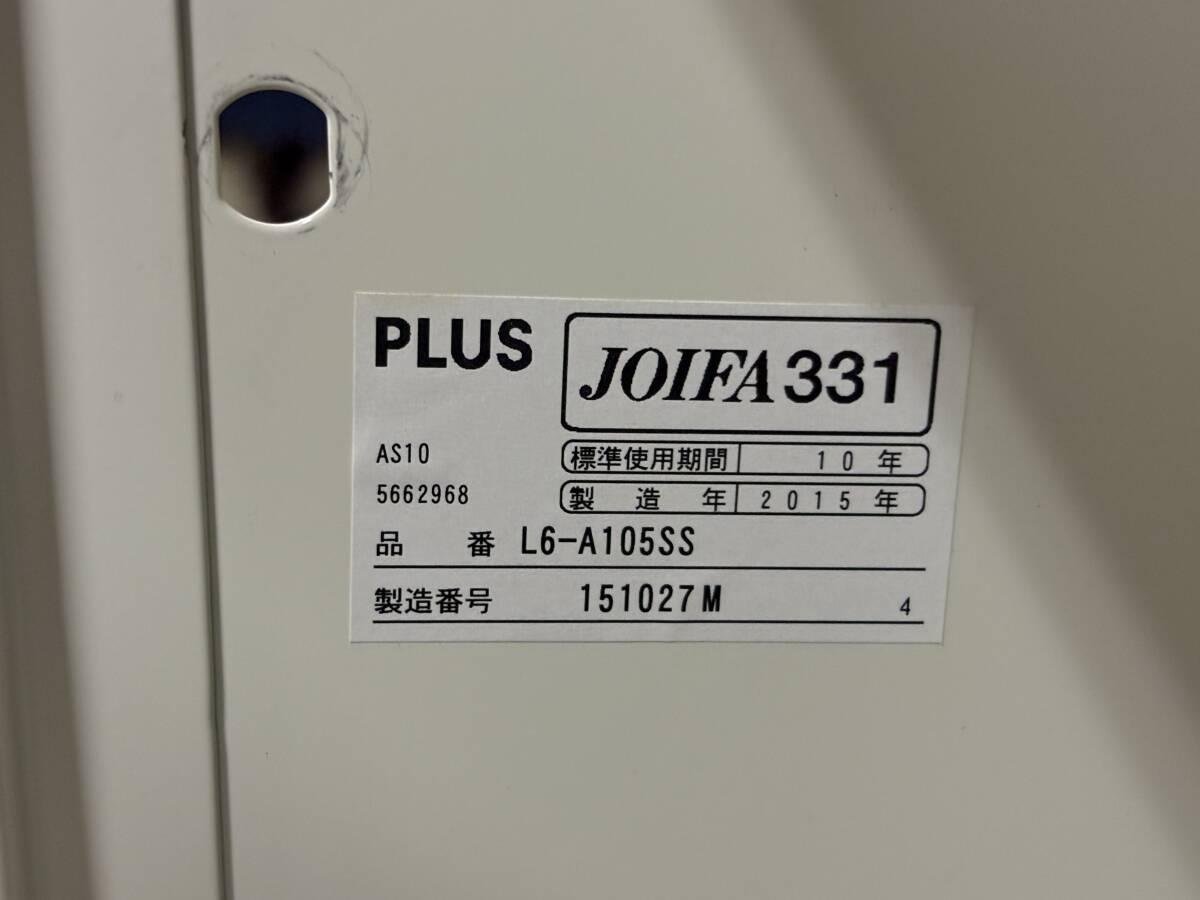 PLUS
JOIFA331
AS10
標準使用期間 10年
5662968
製造年 2015年
品番 L6-A105SS
製造番号 151027M 4